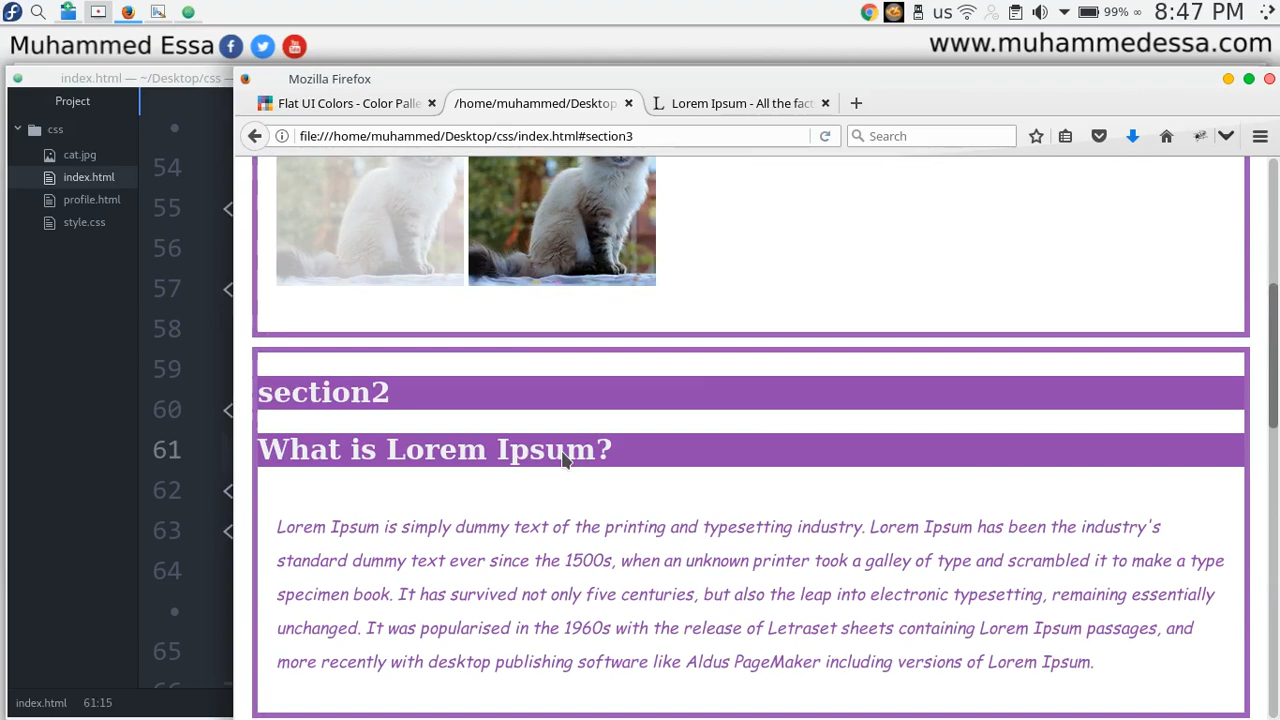 us
99%
8:47 PM
Muhammed Essa
www.muhammedessa.com
index.html — ~/Desktop/css
Mozilla Firefox
Project
Flat UI Colors - Color Palle
/home/muhammed/Desktop
Lorem Ipsum - All the fact
file:///home/muhammed/Desktop/css/index.html#section3
Search
css
cat.jpg
index.html
profile.html
style.css
54
55 <
56
57 <
58
59
60 <
61
62 <
63 <
64
65
section2
What is Lorem Ipsum?
Lorem Ipsum is simply dummy text of the printing and typesetting industry. Lorem Ipsum has been the industry's
standard dummy text ever since the 1500s, when an unknown printer took a galley of type and scrambled it to make a type
specimen book. It has survived not only five centuries, but also the leap into electronic typesetting, remaining essentially
unchanged. It was popularised in the 1960s with the release of Letraset sheets containing Lorem Ipsum passages, and
more recently with desktop publishing software like Aldus PageMaker including versions of Lorem Ipsum.
index.html 61:15